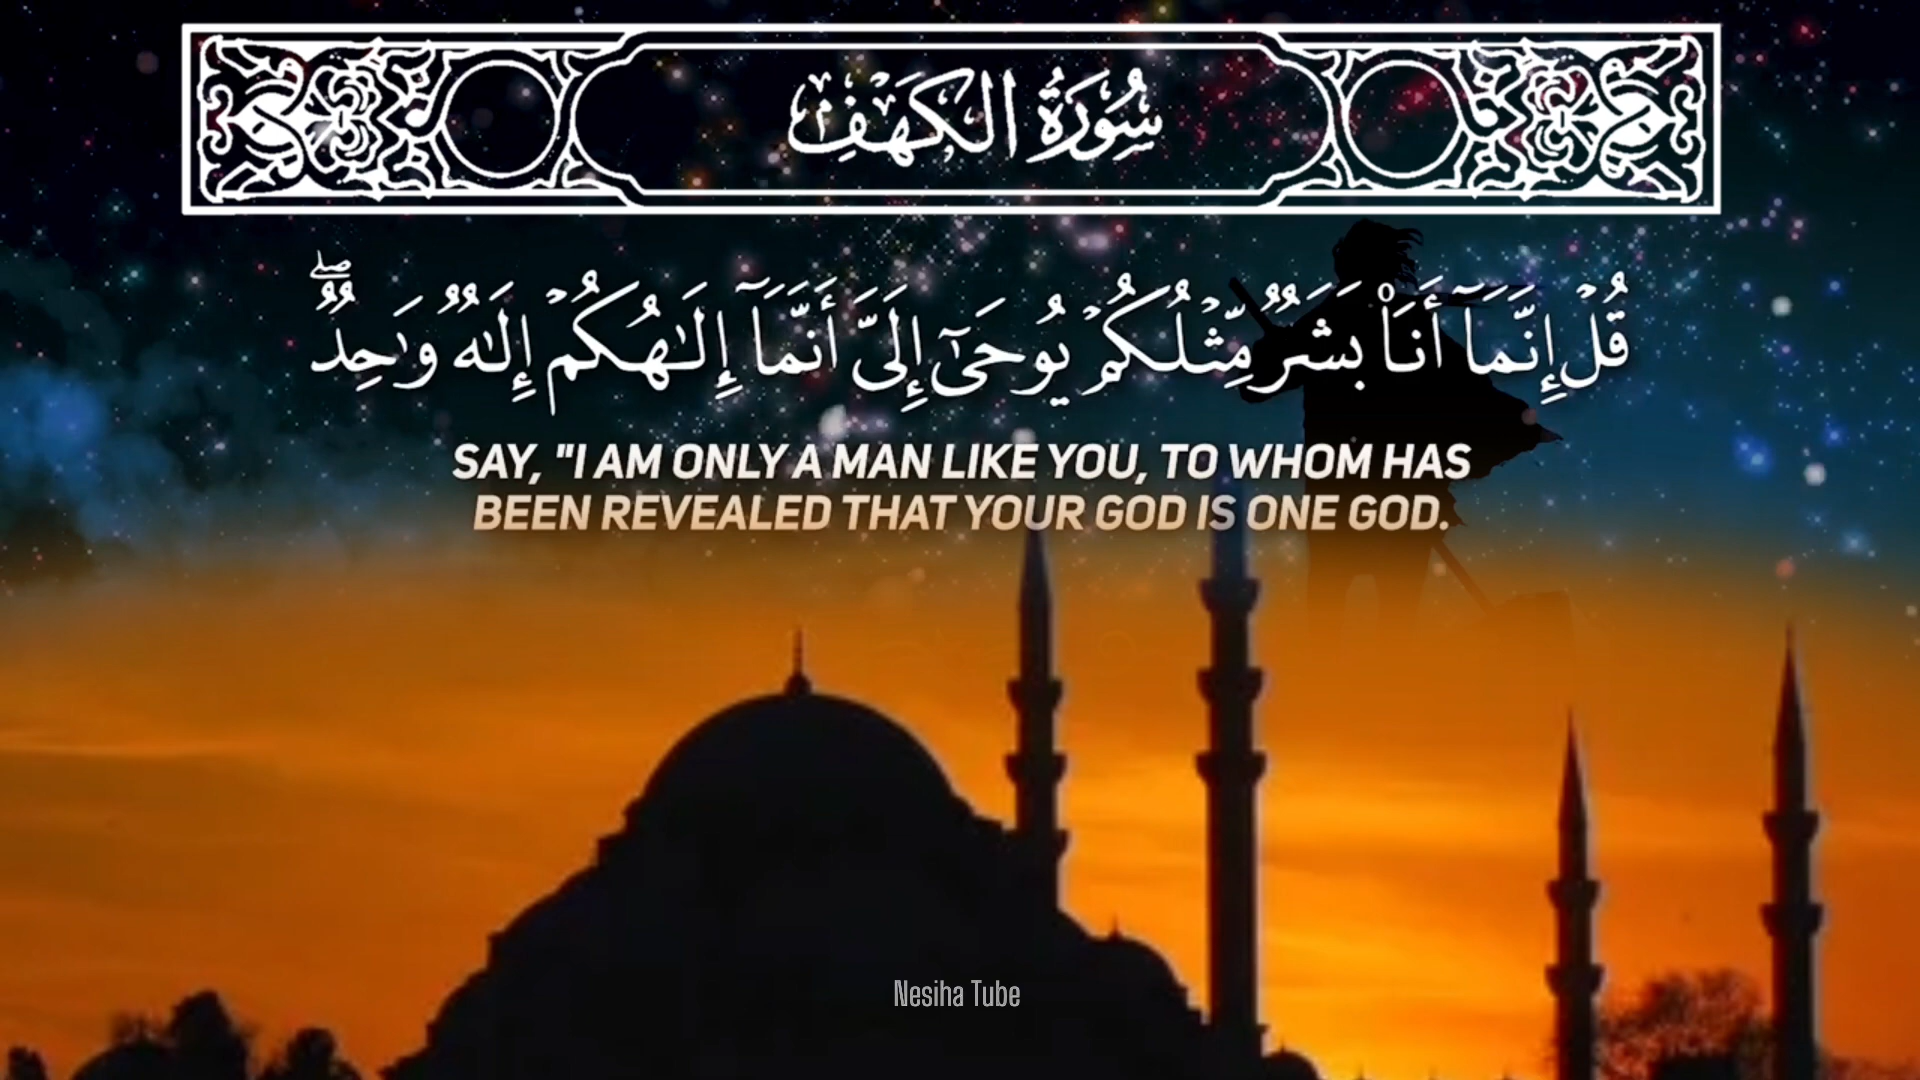 سُورَةُ الكَهْفِ
قُلْ إِنَّمَآ أَنَا۠ بَشَرٌ مِّثْلُكُمْ يُوحَىٰٓ إِلَىَّ أَنَّمَآ إِلَـٰهُكُمْ إِلَـٰهٌ وَٰحِدٌ ۖ
SAY, "I AM ONLY A MAN LIKE YOU, TO WHOM HAS
BEEN REVEALED THAT YOUR GOD IS ONE GOD.
Nesiha Tube